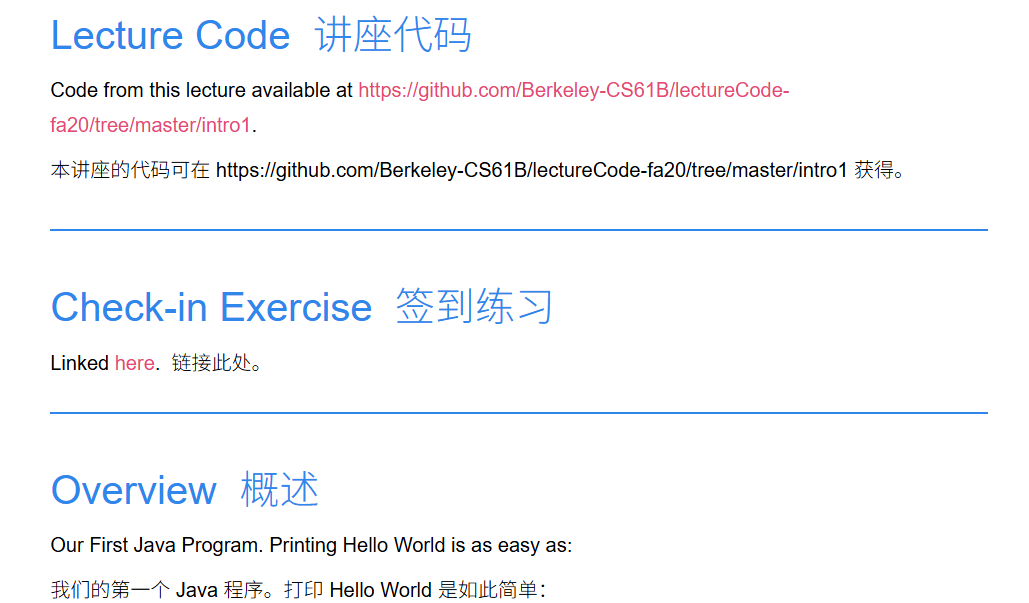 Lecture Code 讲座代码
Code from this lecture available at https://github.com/Berkeley-CS61B/lectureCode-
fa20/tree/master/intro1.
本讲座的代码可在 https://github.com/Berkeley-CS61B/lectureCode-fa20/tree/master/intro1 获得。
Check-in Exercise 签到练习
Linked here. 链接此处。
Overview 概述
Our First Java Program. Printing Hello World is as easy as:
我们的第一个 Java 程序。打印 Hello World 是如此简单：